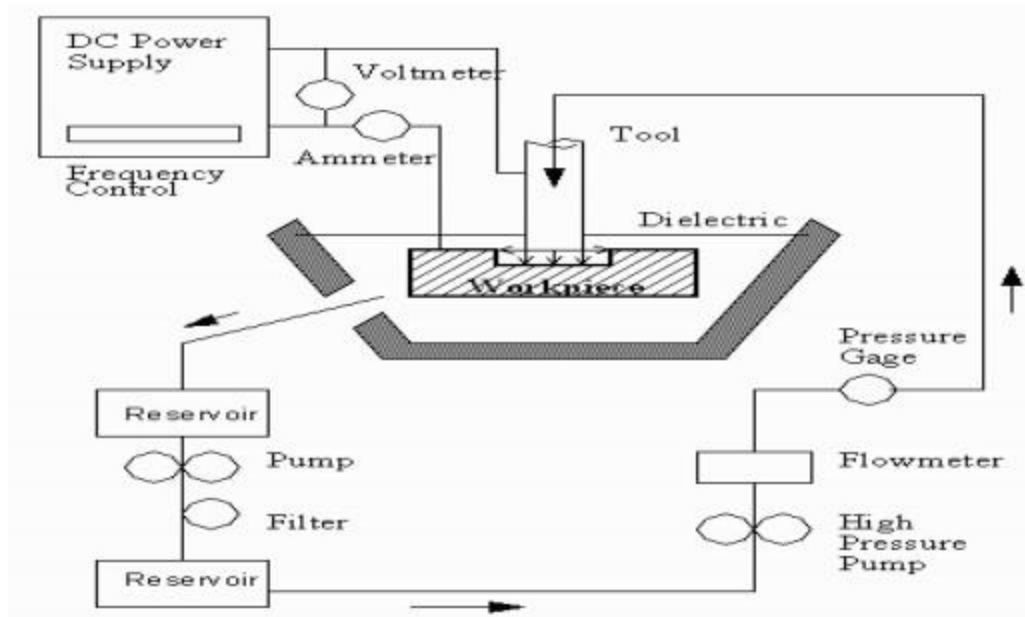 DC Power
Supply
Voltmeter
Tool
Ammeter
Frequency
Control
Dielectric
Workpiece
Pressure
Gage
Reservoir
Pump
Flowmeter
Filter
High
Pressure
Pump
Reservoir